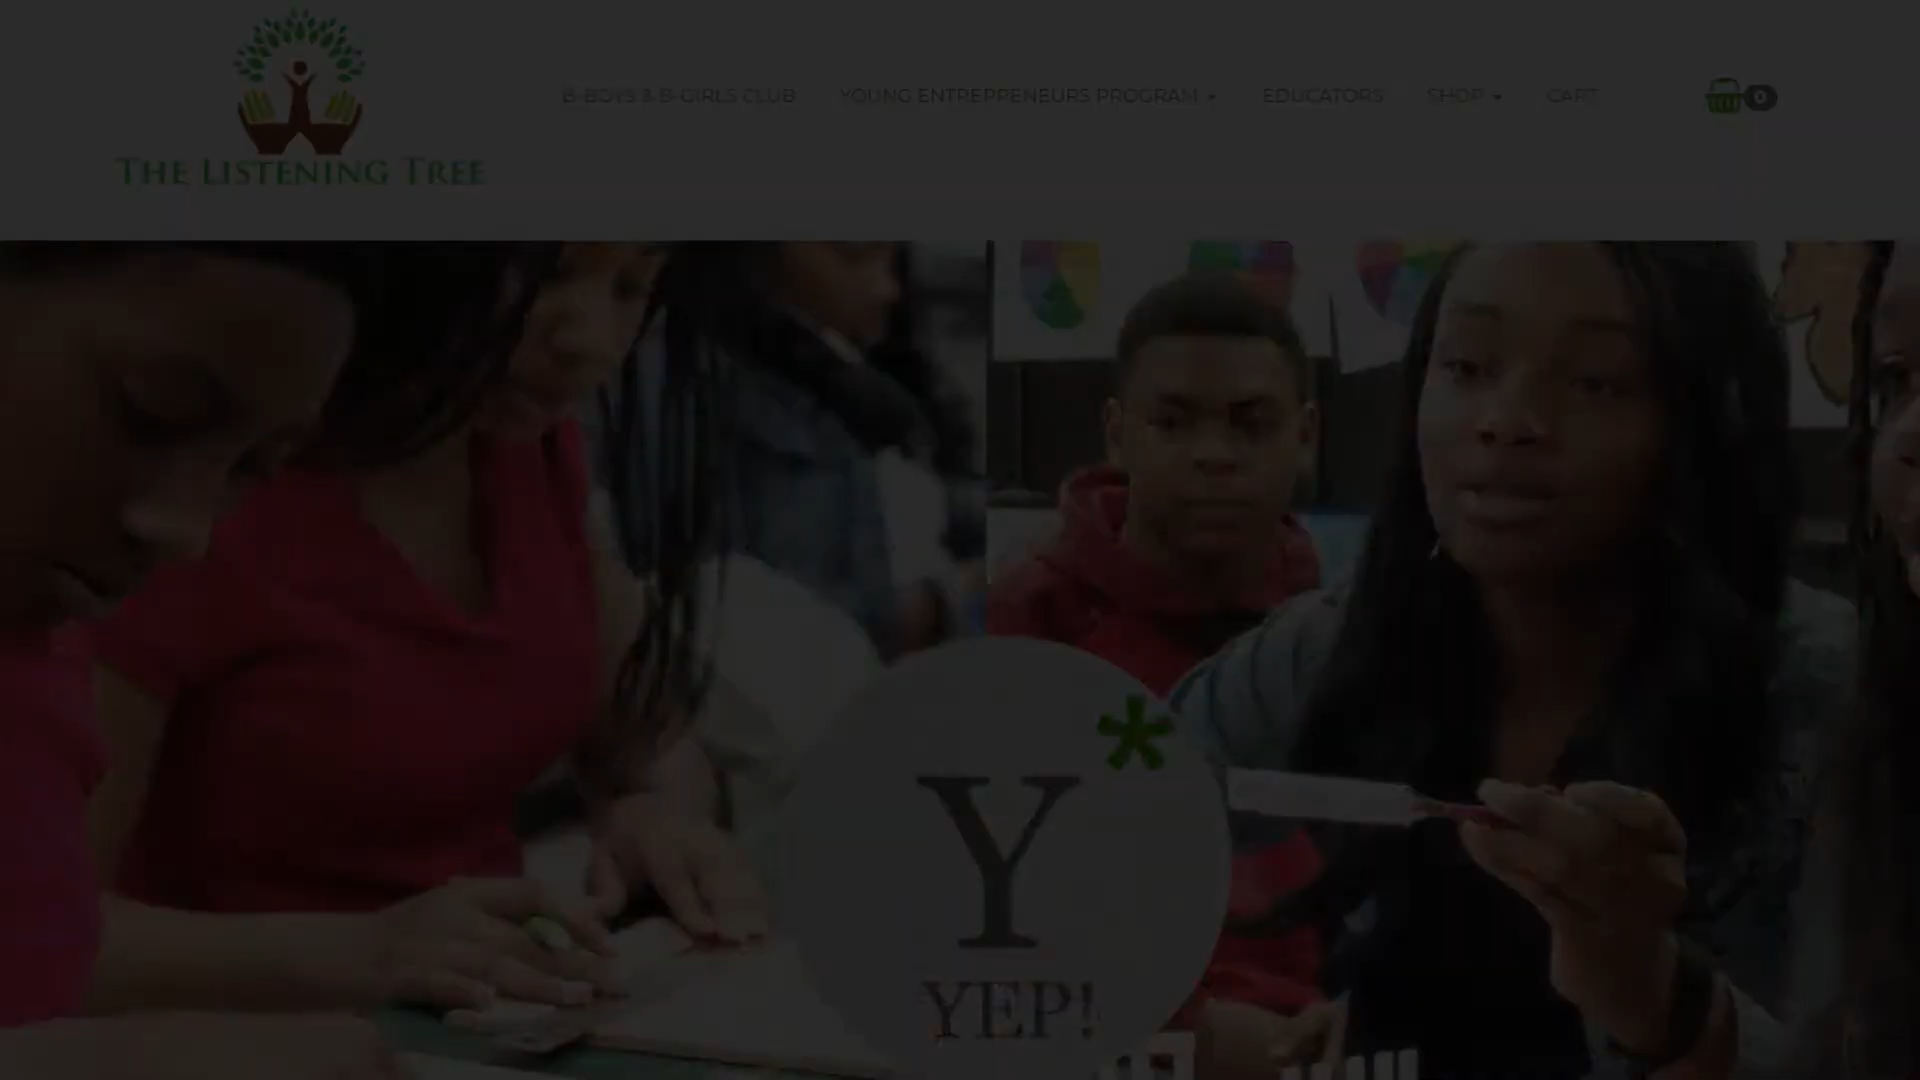 B-BOYS & B-GIRLS CLUB
YOUNG ENTREPRENEURS PROGRAM
EDUCATORS
SHOP
CART
0
THE LISTENING TREE
Y*
YEP!